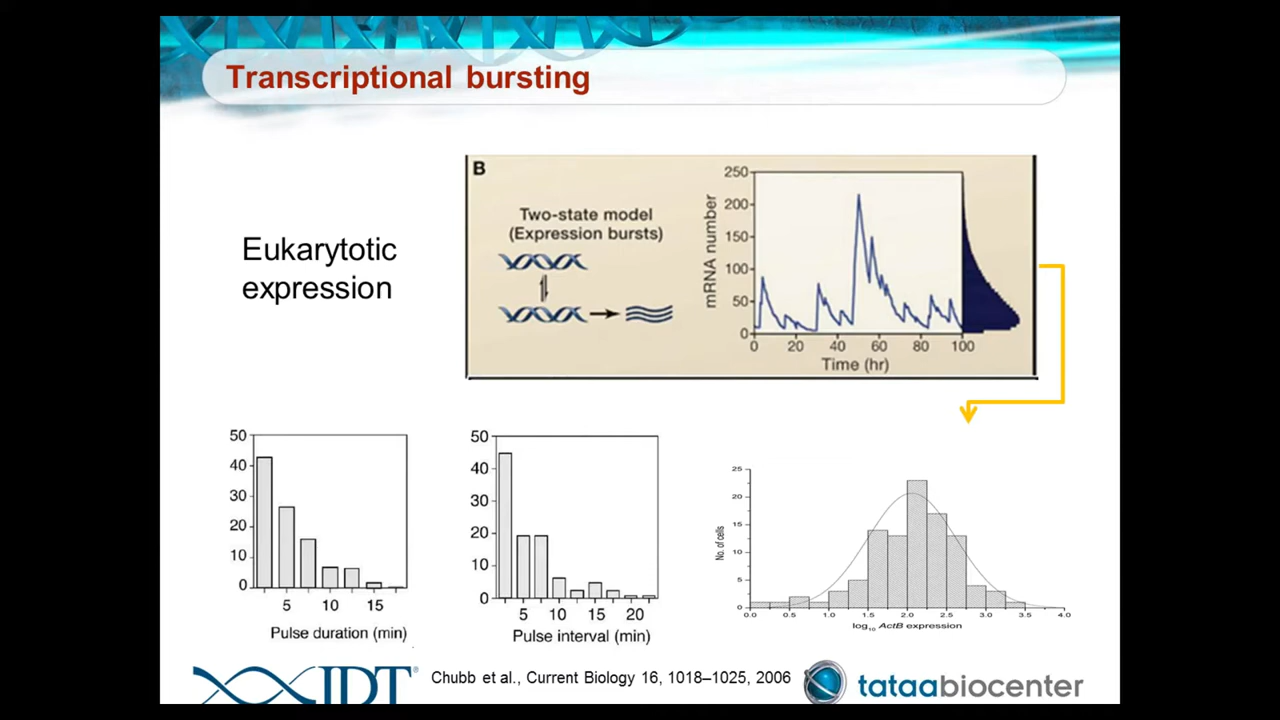 Transcriptional bursting
Eukarytotic
expression
B
Two-state model
(Expression bursts)
mRNA number
250
200
150
100
50
0
0 20 40 60 80 100
Time (hr)
50
40
30
20
10
0
5 10 15
Pulse duration (min)
50
40
30
20
10
0
5 10 15 20
Pulse interval (min)
No. of cells
25
20
15
10
5
0
0.0 0.5 1.0 1.5 2.0 2.5 3.0 3.5 4.0
log10 ActB expression
IDT®
Chubb et al., Current Biology 16, 1018–1025, 2006
tataabiocenter